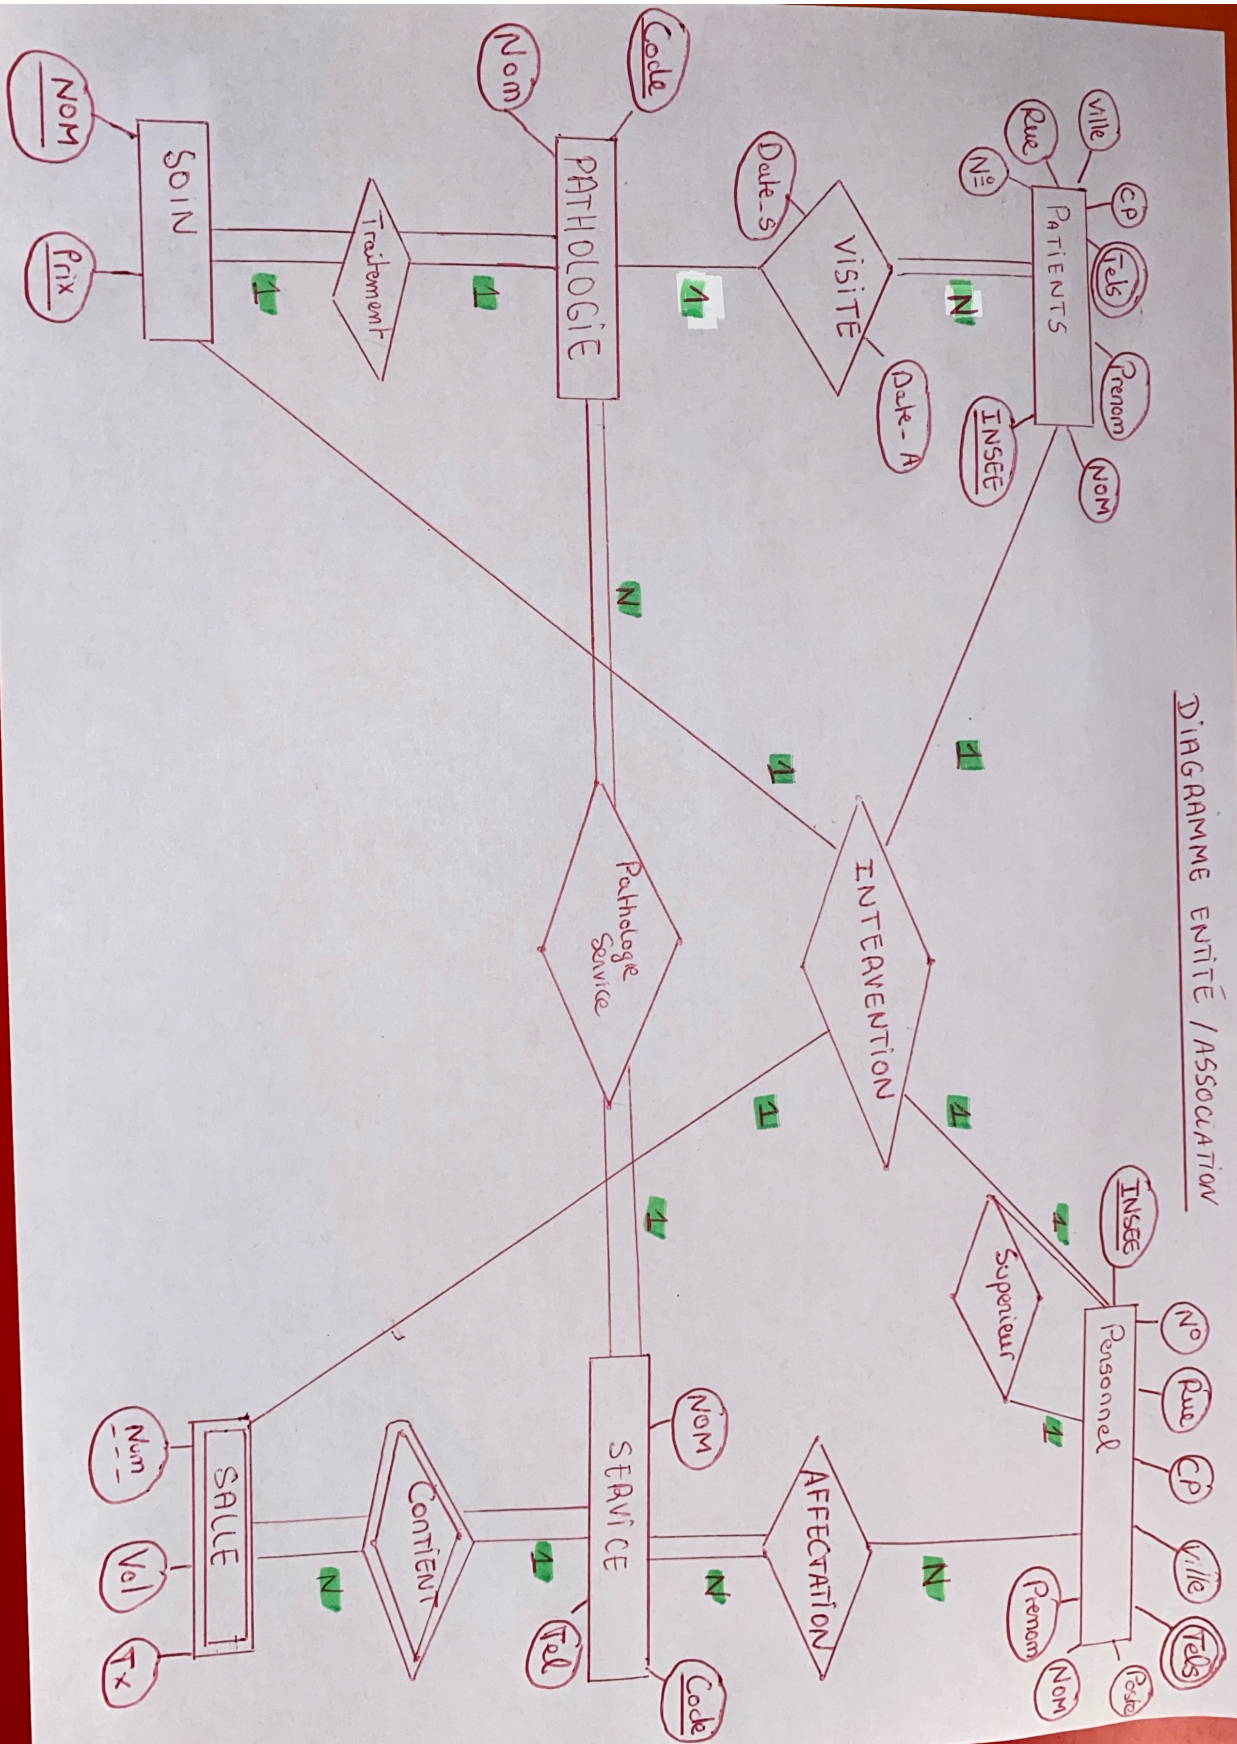 DIAGRAMME ENTITÉ / ASSOCIATION
Ville
CP
Tels
Prenom
NOM
Rue
Nº
PATIENTS
INSEE
INSEE
Nº
Rue
CP
Ville
Tels
Personnel
Poste
NOM
Prenom
N
Date_A
1
1
1
Superieur
1
N
VISITE
Date_S
INTERVENTION
AFFECTATION
1
1
1
N
Code
Nom
PATHOLOGIE
N
Pathologie
Service
1
NOM
SERVICE
Code
Tel
1
1
Traitement
1
CONTIENT
N
SOIN
NOM
Prix
SALLE
Num
Vol
Tx